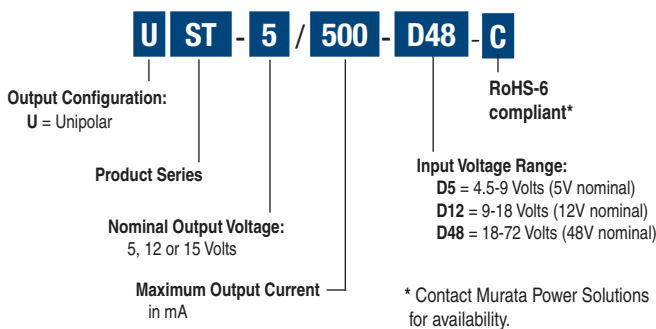 U ST - 5 / 500 - D48 - C
Output Configuration:
U = Unipolar
RoHS-6
compliant*
Product Series
Input Voltage Range:
D5 = 4.5-9 Volts (5V nominal)
D12 = 9-18 Volts (12V nominal)
D48 = 18-72 Volts (48V nominal)
Nominal Output Voltage:
5, 12 or 15 Volts
Maximum Output Current
in mA
* Contact Murata Power Solutions
for availability.